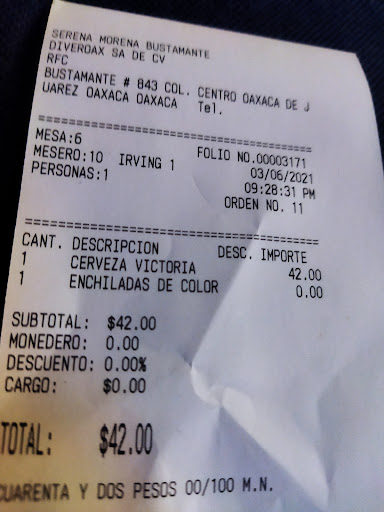 SERENA MORENA BUSTAMANTE
DIVEROAX SA DE CV
RFC
BUSTAMANTE # 843 COL. CENTRO OAXACA DE J
UAREZ OAXACA OAXACA Tel.
======================================
MESA:6 FOLIO NO.00003171
MESERO:10 IRVING 1 03/06/2021
PERSONAS:1 09:28:31 PM
ORDEN NO. 11
======================================
CANT. DESCRIPCION DESC. IMPORTE
1 CERVEZA VICTORIA 42.00
1 ENCHILADAS DE COLOR 0.00
SUBTOTAL: $42.00
MONEDERO: 0.00
DESCUENTO: 0.00%
CARGO: $0.00
TOTAL: $42.00
CUARENTA Y DOS PESOS 00/100 M.N.